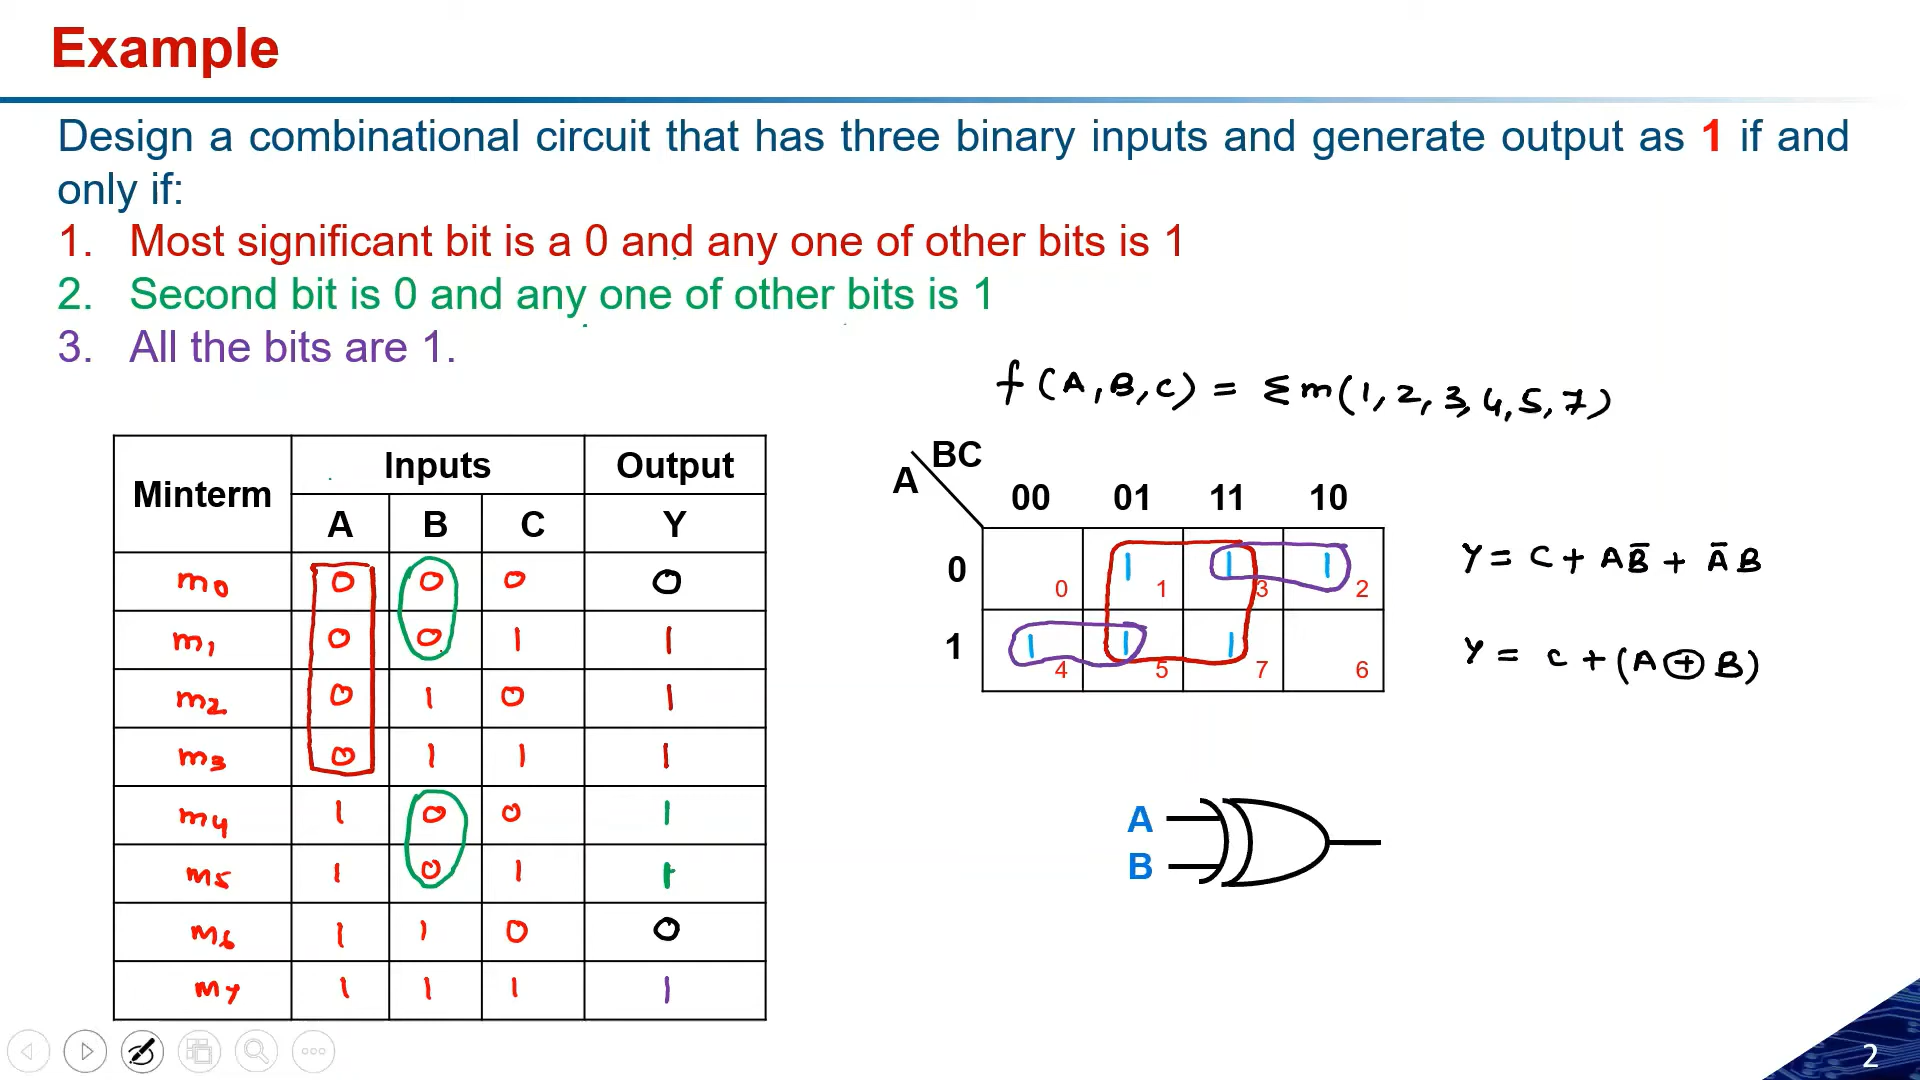 Example
Design a combinational circuit that has three binary inputs and generate output as 1 if and
only if:
1. Most significant bit is a 0 and any one of other bits is 1
2. Second bit is 0 and any one of other bits is 1
3. All the bits are 1.
f(A,B,C) = Σm(1,2,3,4,5,7)
Minterm Inputs Output
A B C Y
m0 0 0 0 0
m1 0 0 1 1
m2 0 1 0 1
m3 0 1 1 1
m4 1 0 0 1
m5 1 0 1 1
m6 1 1 0 0
m7 1 1 1 1
A BC
00 01 11 10
0 0 1 1 1 3 1 2
1 1 4 1 5 1 7 6
Y = C + AB̅ + A̅B
Y = C + (A⊕B)
A
B
2